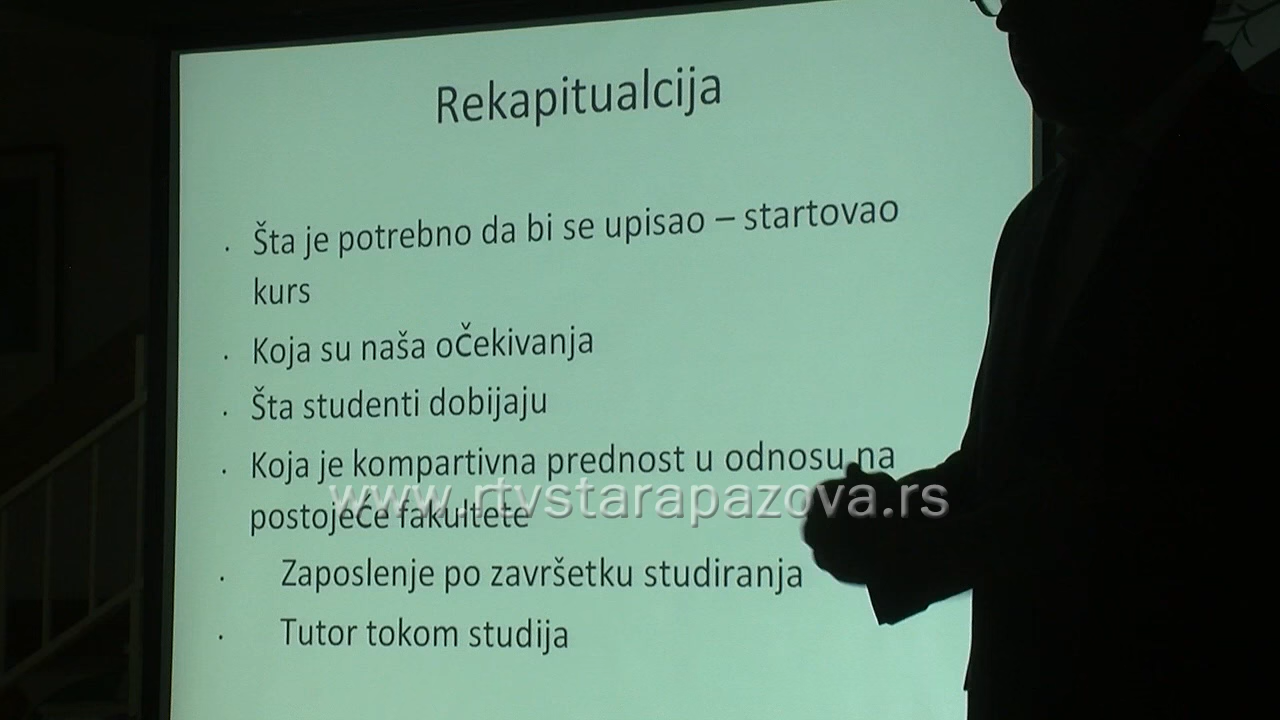 Rekapitualcija
· Šta je potrebno da bi se upisao – startovao
kurs
· Koja su naša oČekivanja
· Šta studenti dobijaju
· Koja je kompartivna prednost u odnosu na
www.rtvstarapazova.rs
postojeĆe fakultete
· Zaposlenje po završetku studiranja
· Tutor tokom studija